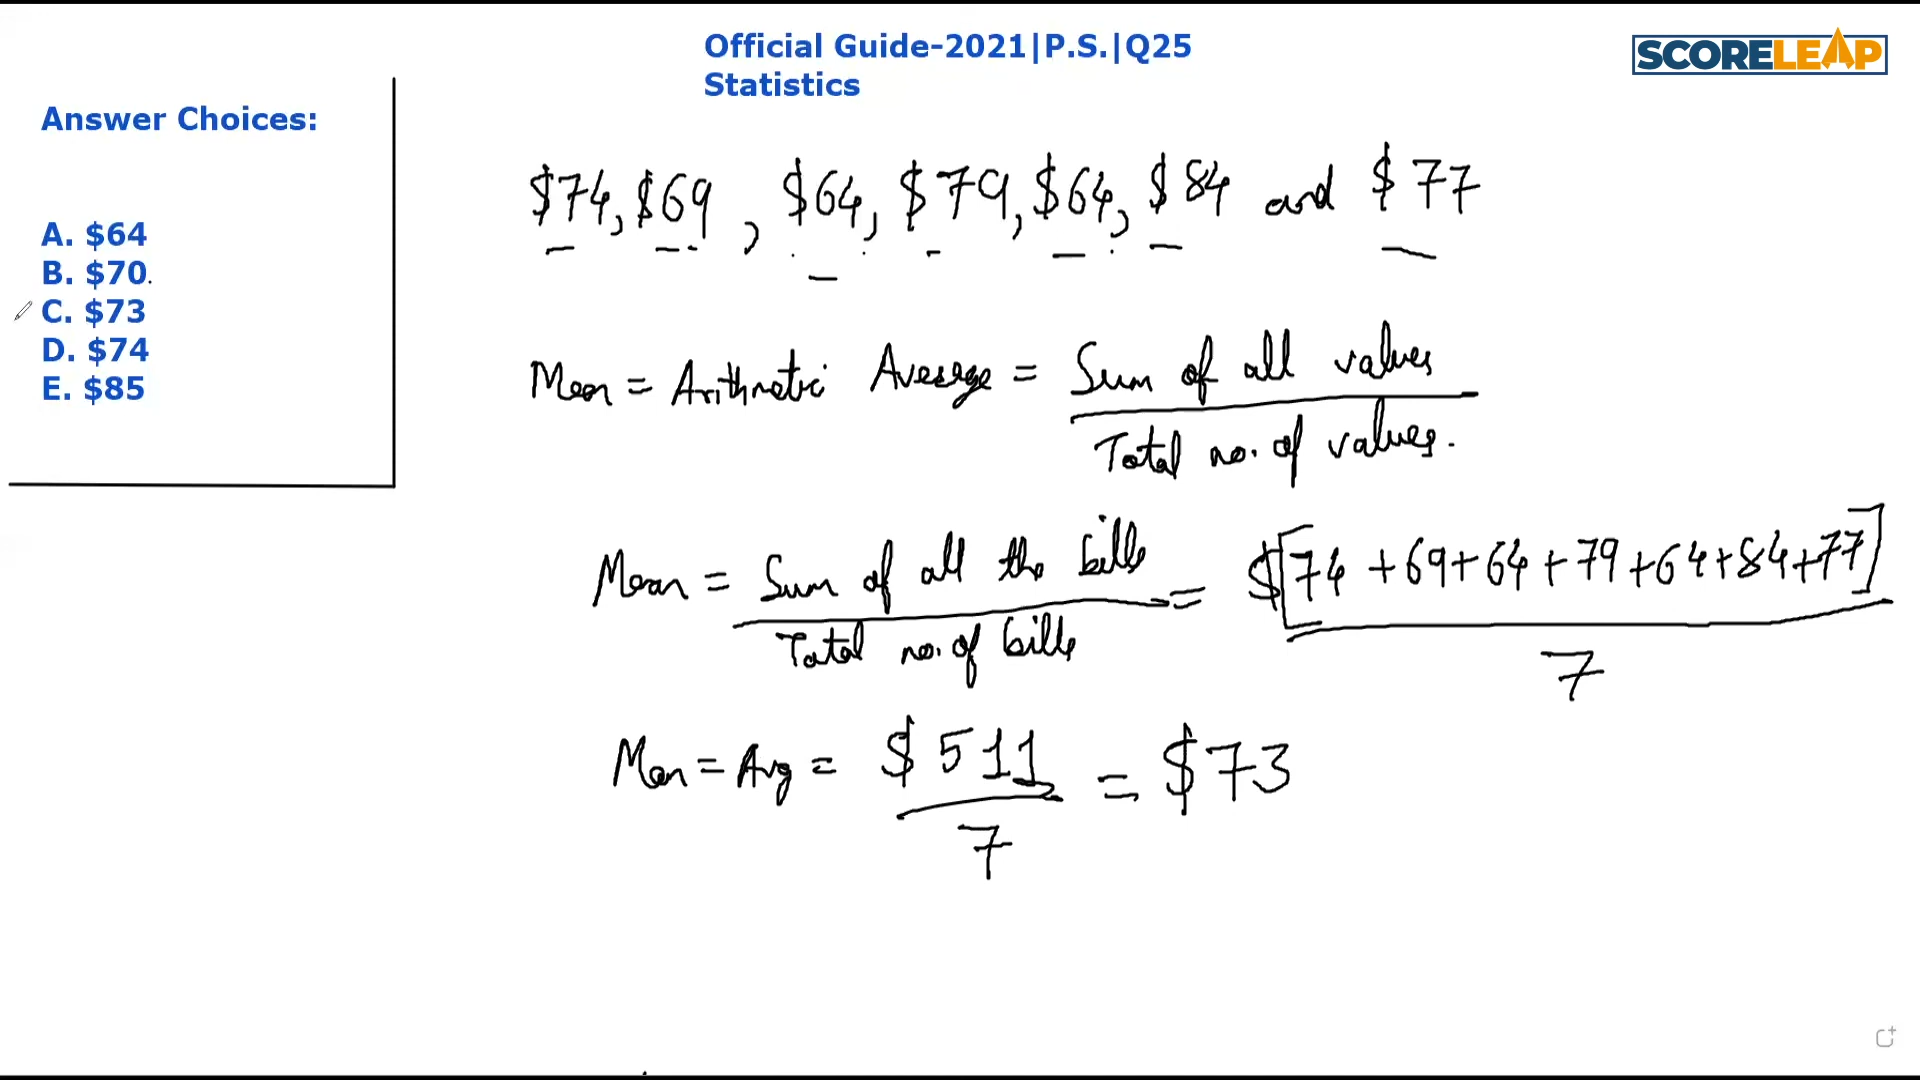 Official Guide-2021|P.S.|Q25
Statistics
SCORELEAP
Answer Choices:
A. $64
B. $70.
C. $73
D. $74
E. $85
$74, $69, $64, $79, $64, $84 and $77
Mean = Arithmetic Average = Sum of all values
Total no. of values.
Mean = Sum of all the bills = $[74 +69+64+79+64+84+77]
Total no. of bills
7
Mean = Avg = $511 = $73
7